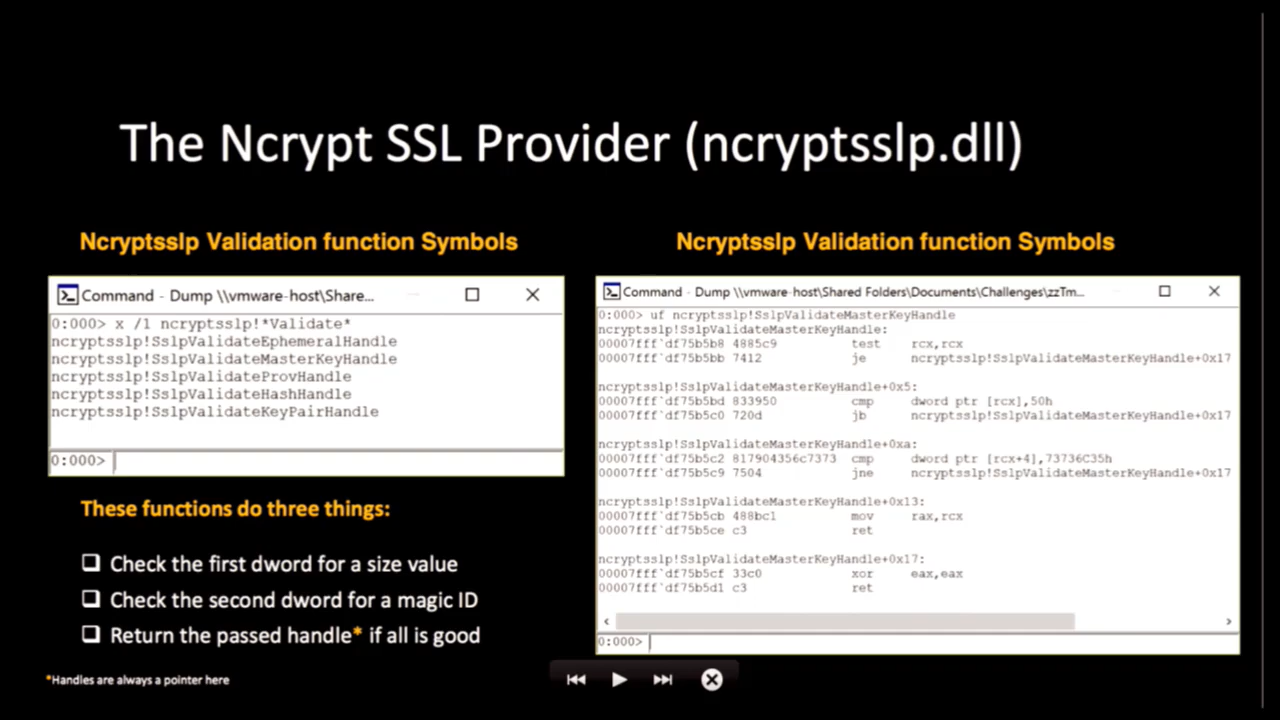 The Ncrypt SSL Provider (ncryptsslp.dll)
Ncryptsslp Validation function Symbols
Command - Dump \\vmware-host\Share...
0:000> x /1 ncryptsslp!*Validate*
ncryptsslp!SslpValidateEphemeralHandle
ncryptsslp!SslpValidateMasterKeyHandle
ncryptsslp!SslpValidateProvHandle
ncryptsslp!SslpValidateHashHandle
ncryptsslp!SslpValidateKeyPairHandle
0:000>
These functions do three things:
❑ Check the first dword for a size value
❑ Check the second dword for a magic ID
❑ Return the passed handle* if all is good
*Handles are always a pointer here
Ncryptsslp Validation function Symbols
Command - Dump \\vmware-host\Shared Folders\Documents\Challenges\zzTm...
0:000> uf ncryptsslp!SslpValidateMasterKeyHandle
ncryptsslp!SslpValidateMasterKeyHandle:
00007fff`df75b5b8 4885c9 test rcx,rcx
00007fff`df75b5bb 7412 je ncryptsslp!SslpValidateMasterKeyHandle+0x17
ncryptsslp!SslpValidateMasterKeyHandle+0x5:
00007fff`df75b5bd 833950 cmp dword ptr [rcx],50h
00007fff`df75b5c0 720d jb ncryptsslp!SslpValidateMasterKeyHandle+0x17
ncryptsslp!SslpValidateMasterKeyHandle+0xa:
00007fff`df75b5c2 817904356c7373 cmp dword ptr [rcx+4],73736C35h
00007fff`df75b5c9 7504 jne ncryptsslp!SslpValidateMasterKeyHandle+0x17
ncryptsslp!SslpValidateMasterKeyHandle+0x13:
00007fff`df75b5cb 488bc1 mov rax,rcx
00007fff`df75b5ce c3 ret
ncryptsslp!SslpValidateMasterKeyHandle+0x17:
00007fff`df75b5cf 33c0 xor eax,eax
00007fff`df75b5d1 c3 ret
0:000>